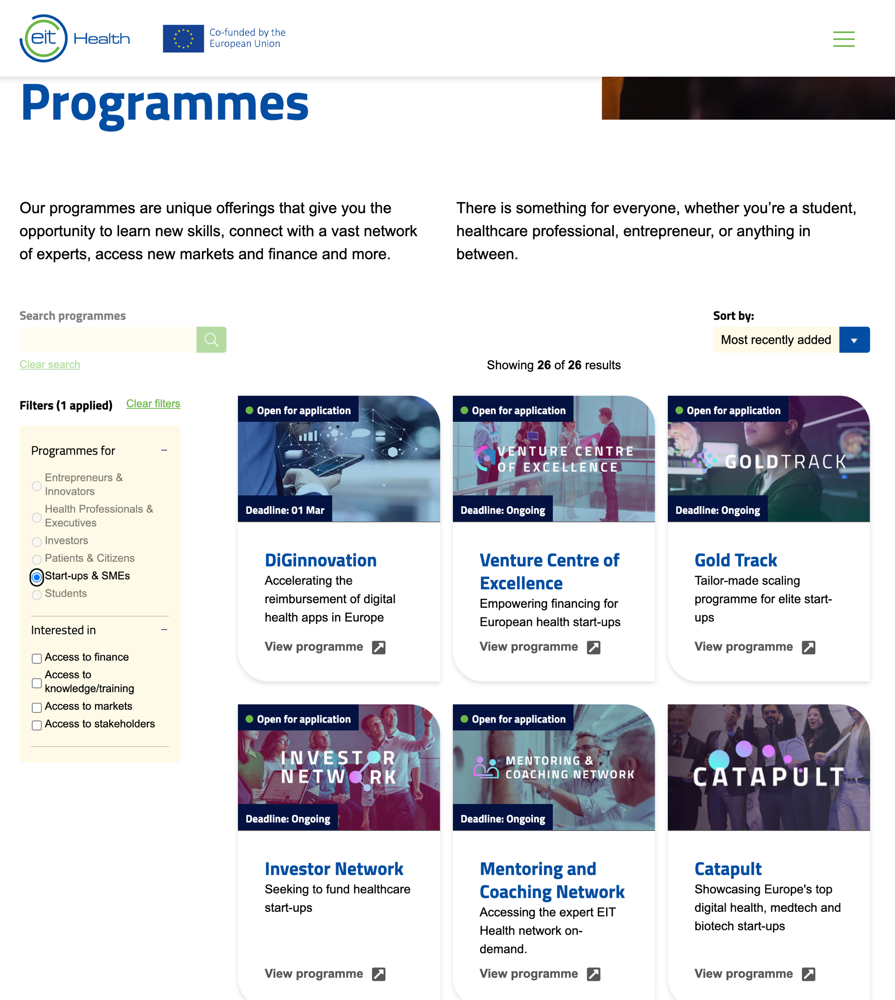 eit Health
Co-funded by the
European Union
Programmes
Our programmes are unique offerings that give you the
opportunity to learn new skills, connect with a vast network
of experts, access new markets and finance and more.
There is something for everyone, whether you’re a student,
healthcare professional, entrepreneur, or anything in
between.
Search programmes
Clear search
Sort by:
Most recently added
Showing 26 of 26 results
Filters (1 applied)
Clear filters
Programmes for
Entrepreneurs &
Innovators
Health Professionals &
Executives
Investors
Patients & Citizens
Start-ups & SMEs
Students
Interested in
Access to finance
Access to
knowledge/training
Access to markets
Access to stakeholders
Open for application
Deadline: 01 Mar
DiGinnovation
Accelerating the
reimbursement of digital
health apps in Europe
View programme
Open for application
VENTURE CENTRE
OF EXCELLENCE
Deadline: Ongoing
Venture Centre of
Excellence
Empowering financing for
European health start-ups
View programme
Open for application
GOLDTRACK
Deadline: Ongoing
Gold Track
Tailor-made scaling
programme for elite start-
ups
View programme
Open for application
INVESTOR
NETWORK
Deadline: Ongoing
Investor Network
Seeking to fund healthcare
start-ups
View programme
Open for application
MENTORING &
COACHING NETWORK
Deadline: Ongoing
Mentoring and
Coaching Network
Accessing the expert EIT
Health network on-
demand.
View programme
CATAPULT
Catapult
Showcasing Europe's top
digital health, medtech and
biotech start-ups
View programme